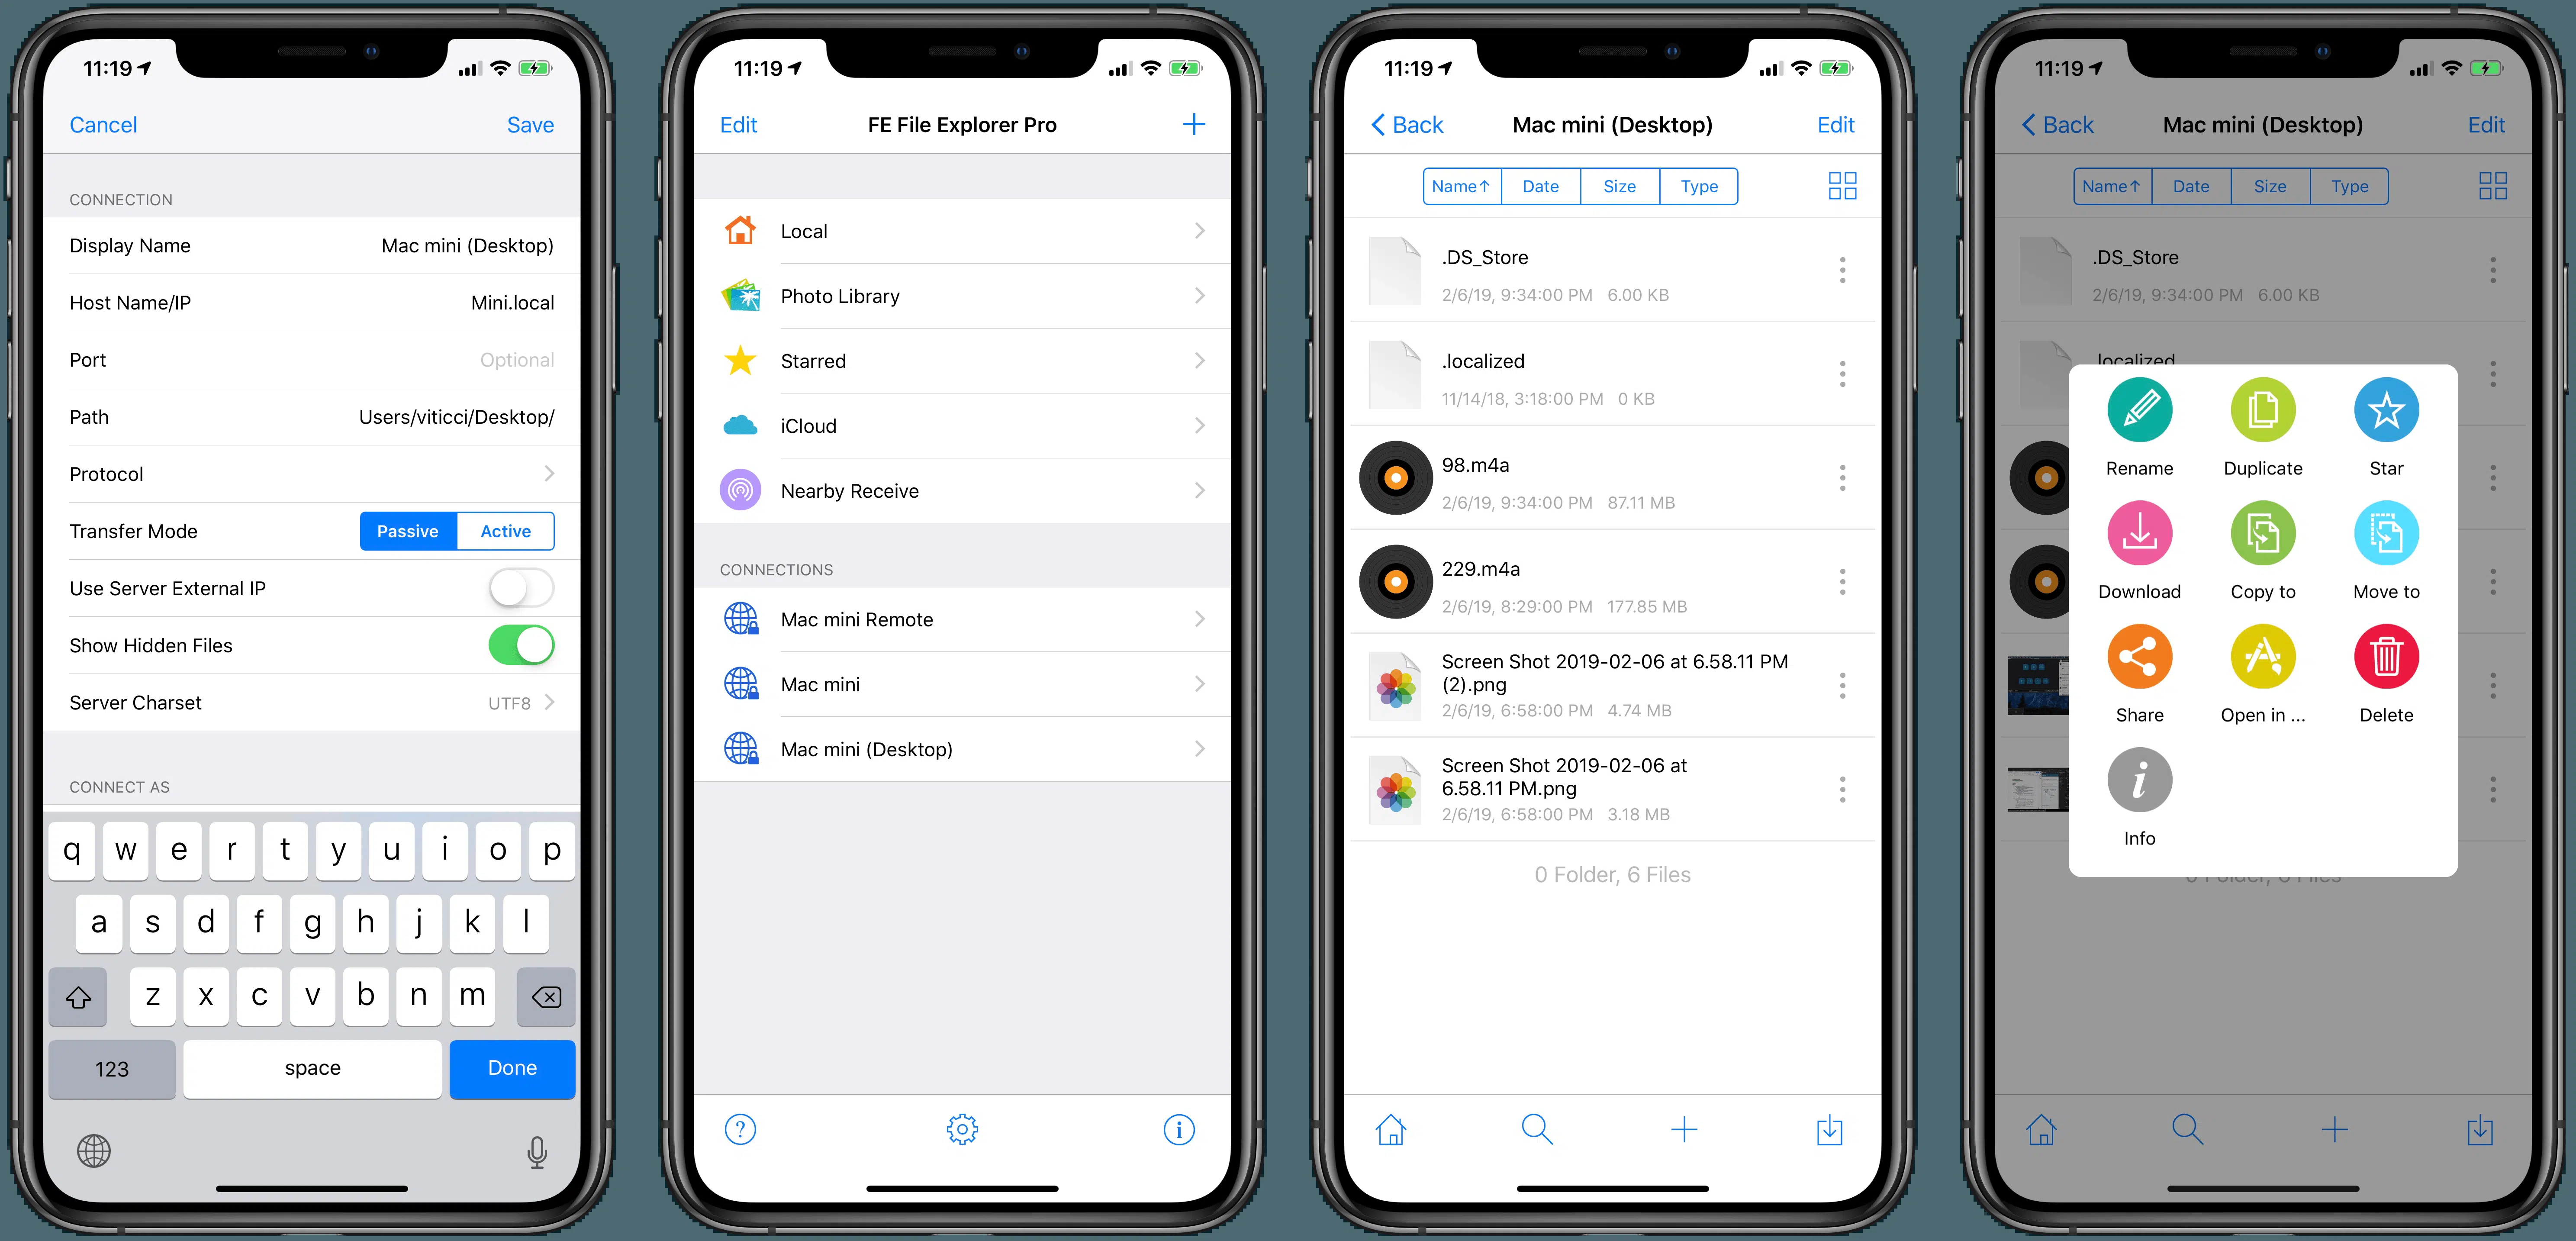 11:19
Cancel
Save
CONNECTION
Display Name Mac mini (Desktop)
Host Name/IP Mini.local
Port Optional
Path Users/viticci/Desktop/
Protocol
Transfer Mode Passive Active
Use Server External IP
Show Hidden Files
Server Charset UTF8
CONNECT AS
q w e r t y u i o p
a s d f g h j k l
z x c v b n m
123 space Done
11:19
Edit FE File Explorer Pro +
Local
Photo Library
Starred
iCloud
Nearby Receive
CONNECTIONS
Mac mini Remote
Mac mini
Mac mini (Desktop)
11:19
Back Mac mini (Desktop) Edit
Name↑ Date Size Type
.DS_Store
2/6/19, 9:34:00 PM 6.00 KB
.localized
11/14/18, 3:18:00 PM 0 KB
98.m4a
2/6/19, 9:34:00 PM 87.11 MB
229.m4a
2/6/19, 8:29:00 PM 177.85 MB
Screen Shot 2019-02-06 at 6.58.11 PM
(2).png
2/6/19, 6:58:00 PM 4.74 MB
Screen Shot 2019-02-06 at
6.58.11 PM.png
2/6/19, 6:58:00 PM 3.18 MB
0 Folder, 6 Files
11:19
Back Mac mini (Desktop) Edit
Name↑ Date Size Type
.DS_Store
2/6/19, 9:34:00 PM 6.00 KB
.localized
Rename Duplicate Star
Download Copy to Move to
Share Open in ... Delete
Info
0 Folder, 6 Files